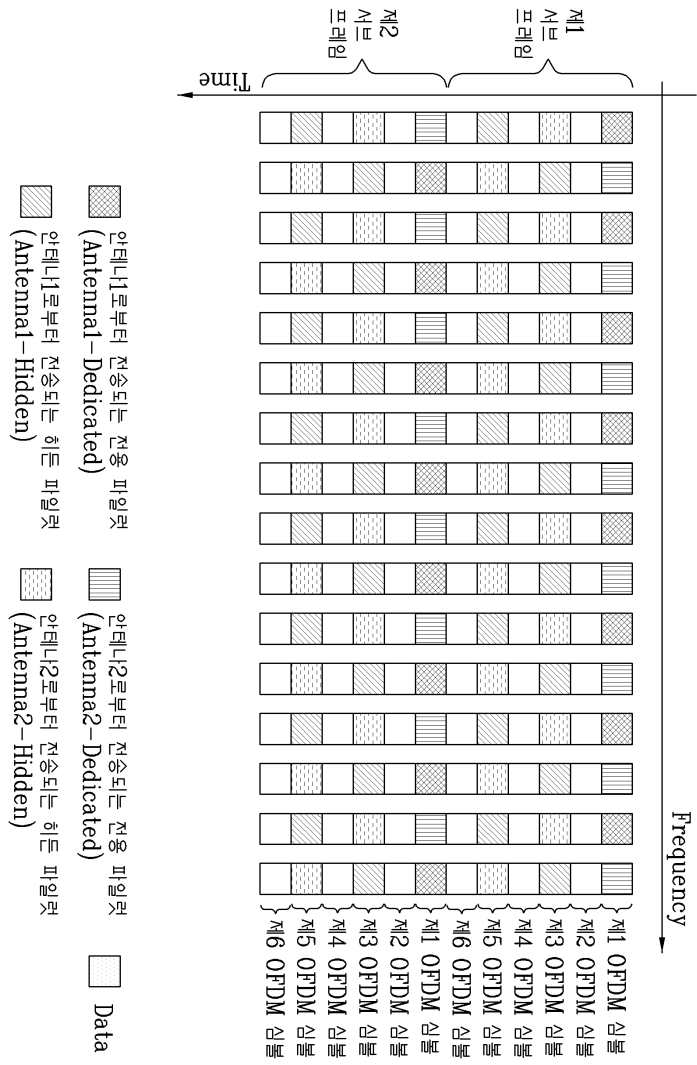 Frequency
Time
제1
서브
프레임
제2
서브
프레임
제1 OFDM 심볼
제2 OFDM 심볼
제3 OFDM 심볼
제4 OFDM 심볼
제5 OFDM 심볼
제6 OFDM 심볼
제1 OFDM 심볼
제2 OFDM 심볼
제3 OFDM 심볼
제4 OFDM 심볼
제5 OFDM 심볼
제6 OFDM 심볼
안테나1로부터 전송되는 전용 파일럿
(Antenna1-Dedicated)
안테나2로부터 전송되는 전용 파일럿
(Antenna2-Dedicated)
Data
안테나1로부터 전송되는 히든 파일럿
(Antenna1-Hidden)
안테나2로부터 전송되는 히든 파일럿
(Antenna2-Hidden)